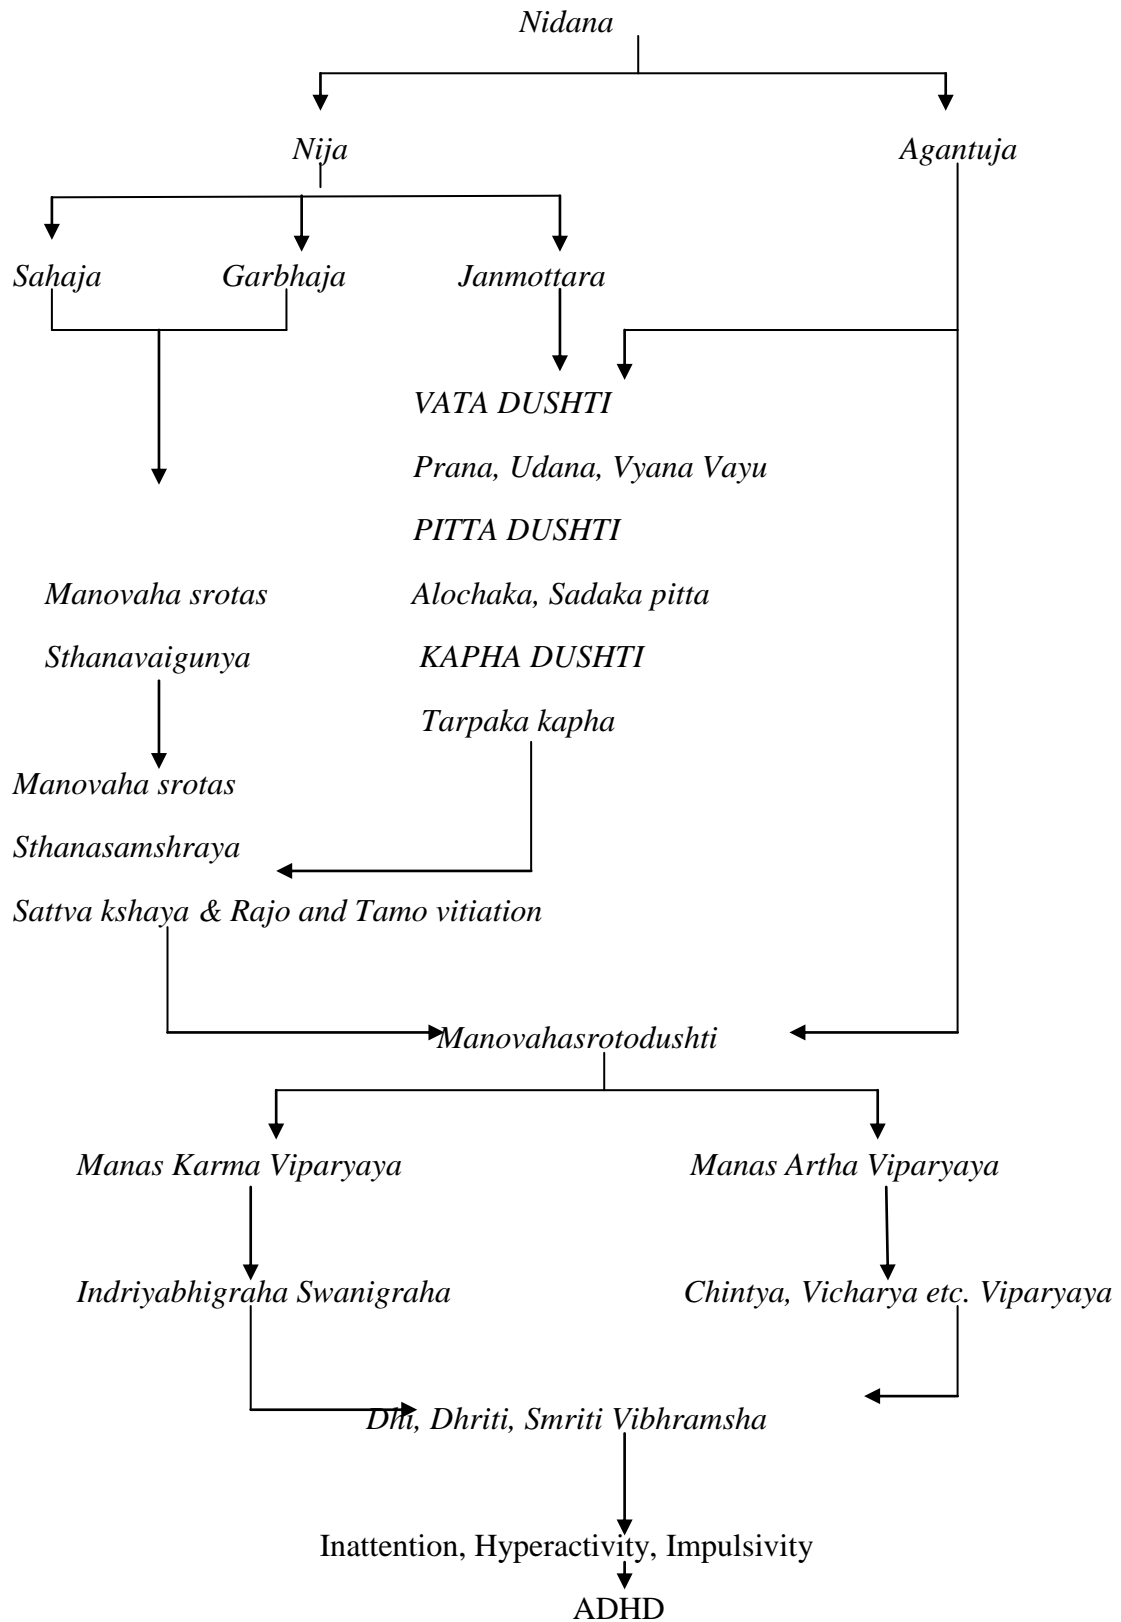 Nidana
Nija
Agantuja
Sahaja
Garbhaja
Janmottara
VATA DUSHTI
Prana, Udana, Vyana Vayu
PITTA DUSHTI
Manovaha srotas
Alochaka, Sadaka pitta
Sthanavaigunya
KAPHA DUSHTI
Tarpaka kapha
Manovaha srotas
Sthanasamshraya
Sattva kshaya & Rajo and Tamo vitiation
Manovahasrotodushti
Manas Karma Viparyaya
Manas Artha Viparyaya
Indriyabhigraha Swanigraha
Chintya, Vicharya etc. Viparyaya
Dhi, Dhriti, Smriti Vibhramsha
Inattention, Hyperactivity, Impulsivity
ADHD